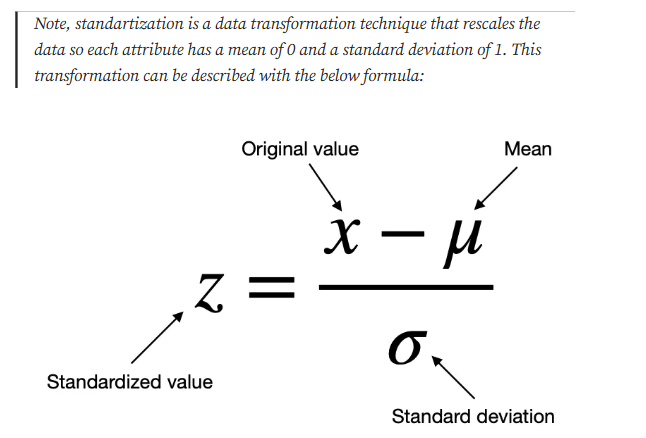 Note, standartization is a data transformation technique that rescales the
data so each attribute has a mean of 0 and a standard deviation of 1. This
transformation can be described with the below formula:
Original value
Mean
x − μ
z =
σ
Standardized value
Standard deviation